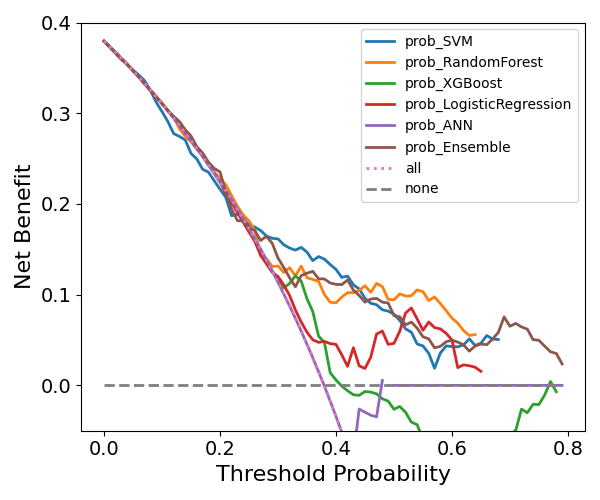 0.4
0.3
0.2
0.1
0.0
Net Benefit
prob_SVM
prob_RandomForest
prob_XGBoost
prob_LogisticRegression
prob_ANN
prob_Ensemble
all
none
0.0 0.2 0.4 0.6 0.8
Threshold Probability